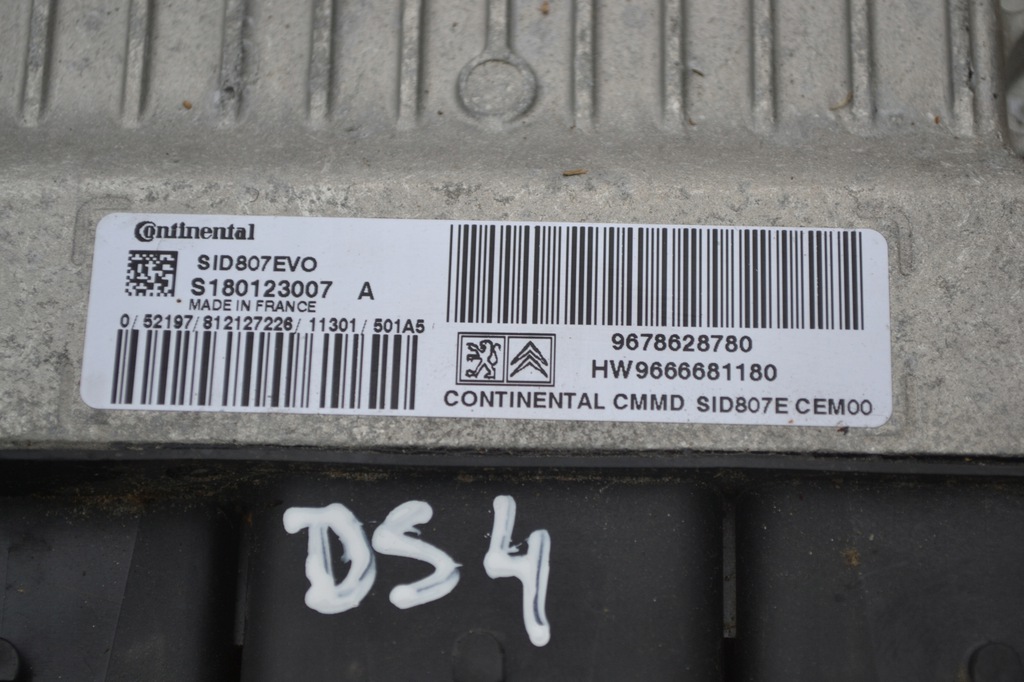 Continental
SID807EVO
S180123007 A
MADE IN FRANCE
0/ 52197/ 812127226/ 11301/ 501A5
9678628780
HW9666681180
CONTINENTAL CMMD SID807E CEM00
DS4